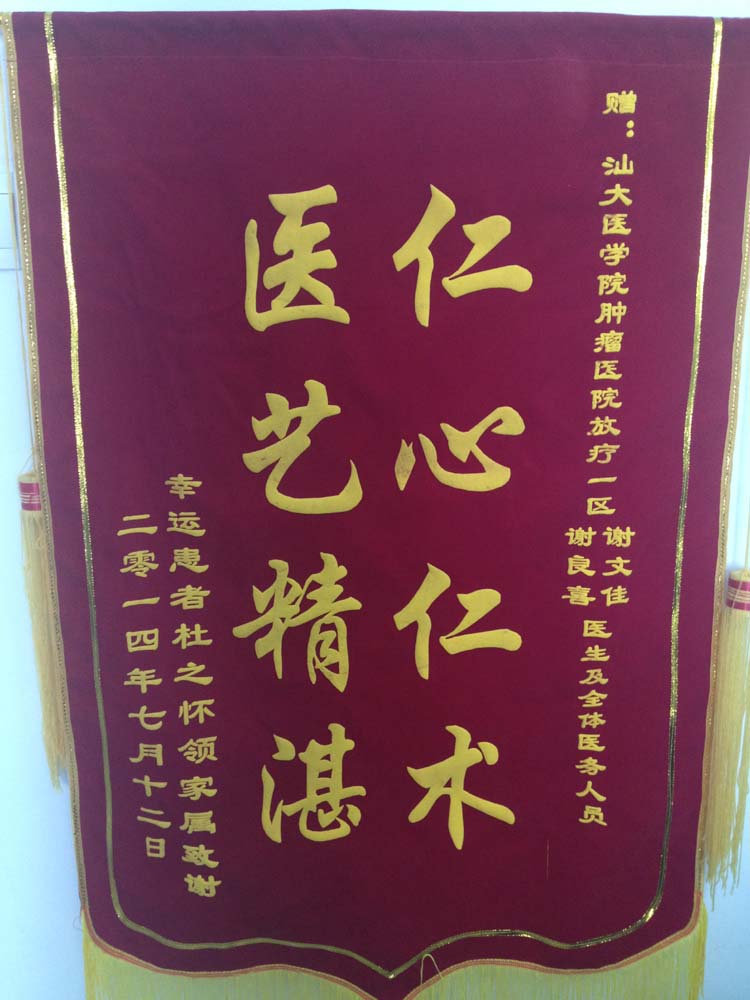 赠：汕大医学院肿瘤医院放疗一区谢文佳
谢良喜
医生及全体医务人员
仁心仁术
医艺精湛
幸运患者杜之怀领家属致谢
二零一四年七月十二日